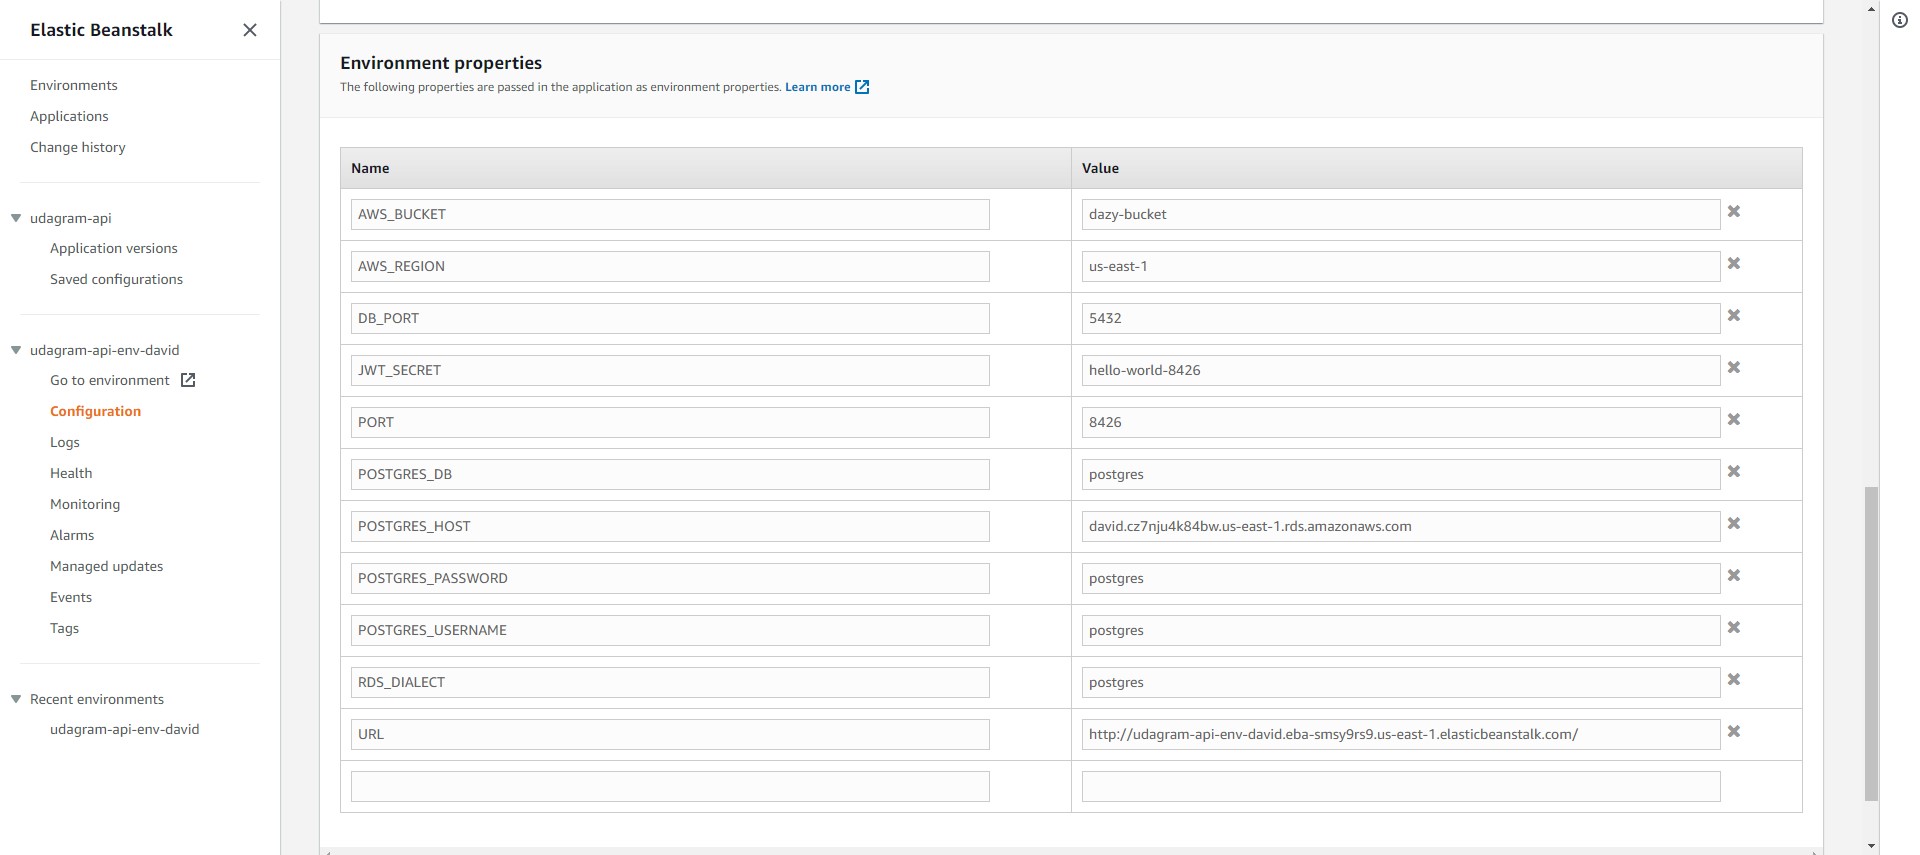 Elastic Beanstalk
Environments
Applications
Change history
udagram-api
Application versions
Saved configurations
udagram-api-env-david
Go to environment
Configuration
Logs
Health
Monitoring
Alarms
Managed updates
Events
Tags
Recent environments
udagram-api-env-david
Environment properties
The following properties are passed in the application as environment properties. Learn more
Name Value
AWS_BUCKET dazy-bucket
AWS_REGION us-east-1
DB_PORT 5432
JWT_SECRET hello-world-8426
PORT 8426
POSTGRES_DB postgres
POSTGRES_HOST david.cz7nju4k84bw.us-east-1.rds.amazonaws.com
POSTGRES_PASSWORD postgres
POSTGRES_USERNAME postgres
RDS_DIALECT postgres
URL http://udagram-api-env-david.eba-smsy9rs9.us-east-1.elasticbeanstalk.com/